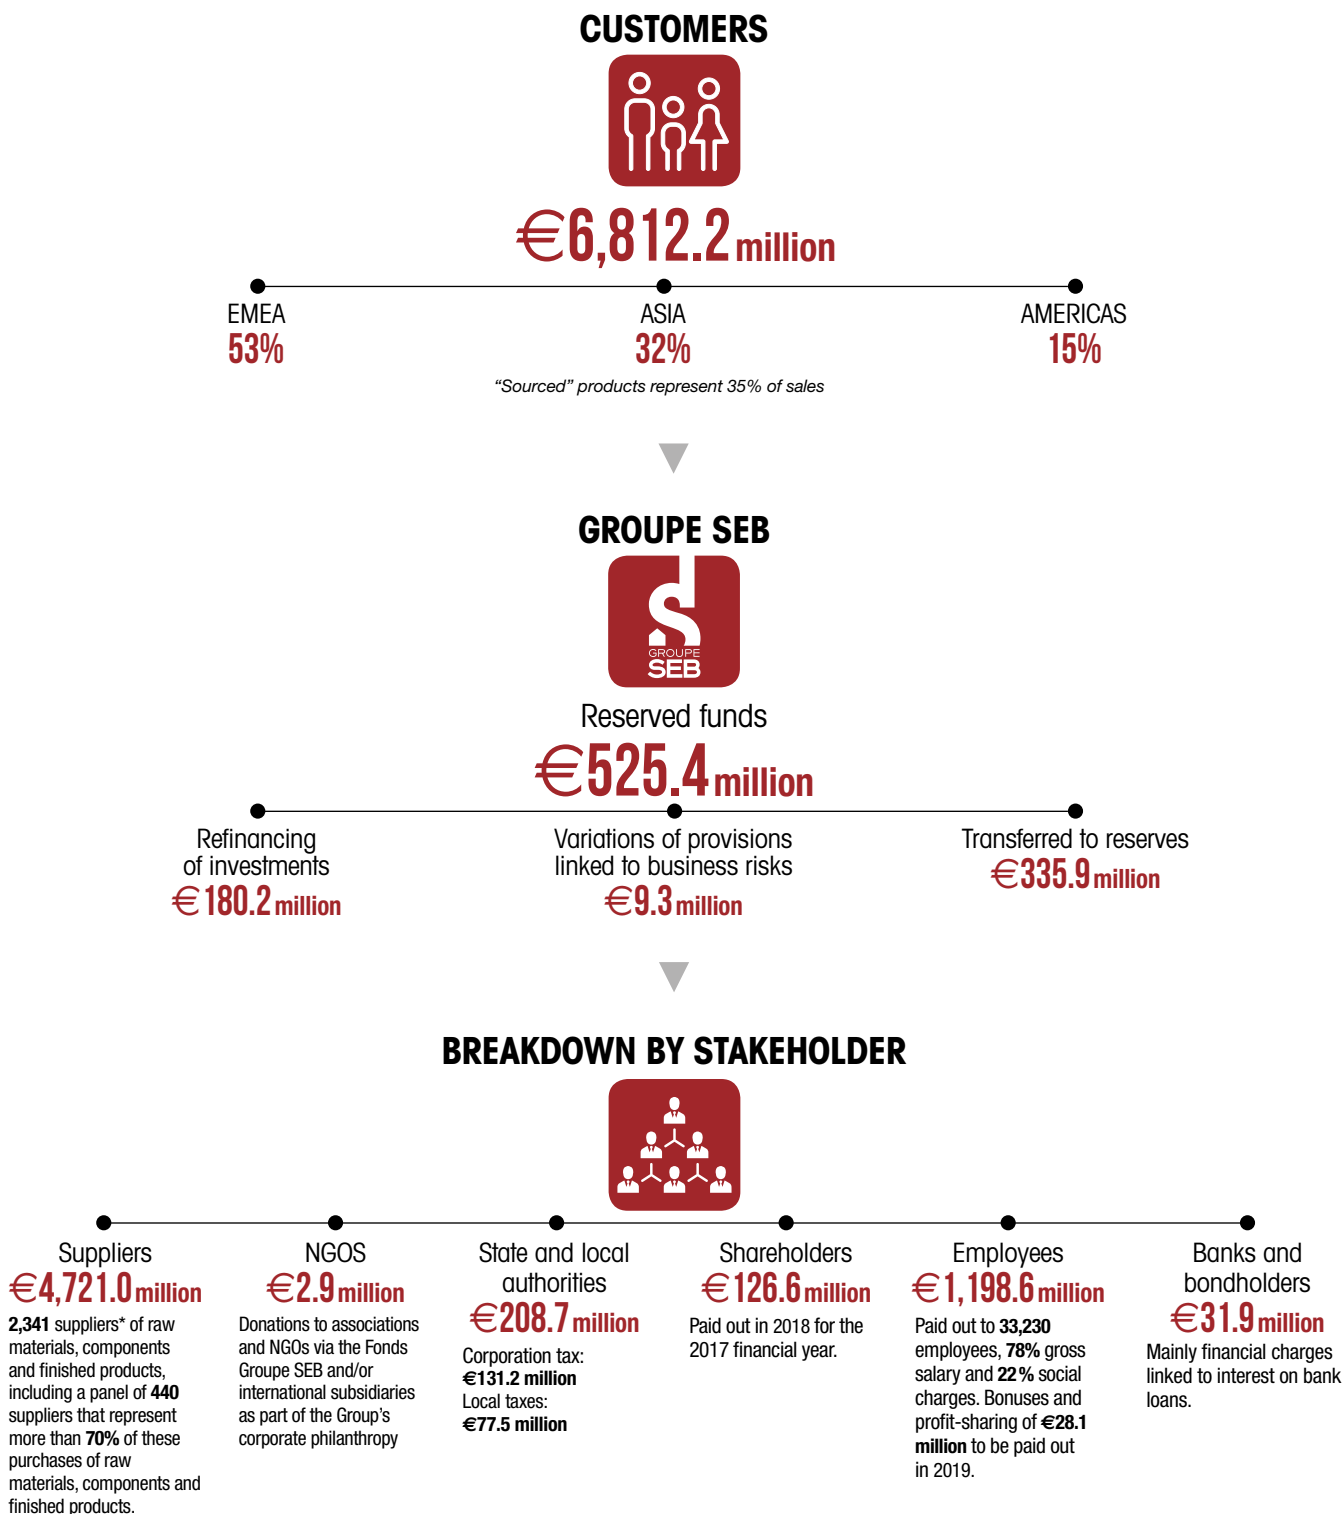 CUSTOMERS
€6,812.2 million
EMEA
53%
ASIA
32%
AMERICAS
15%
“Sourced” products represent 35% of sales
GROUPE SEB
GROUPE
SEB
Reserved funds
€525.4 million
Refinancing
of investments
€180.2 million
Variations of provisions
linked to business risks
€9.3 million
Transferred to reserves
€335.9 million
BREAKDOWN BY STAKEHOLDER
Suppliers
€4,721.0 million
2,341 suppliers* of raw
materials, components
and finished products,
including a panel of 440
suppliers that represent
more than 70% of these
purchases of raw
materials, components and
finished products.
NGOS
€2.9 million
Donations to associations
and NGOs via the Fonds
Groupe SEB and/or
international subsidiaries
as part of the Group’s
corporate philanthropy
State and local
authorities
€208.7 million
Corporation tax:
€131.2 million
Local taxes:
€77.5 million
Shareholders
€126.6 million
Paid out in 2018 for the
2017 financial year.
Employees
€1,198.6 million
Paid out to 33,230
employees, 78% gross
salary and 22% social
charges. Bonuses and
profit-sharing of €28.1
million to be paid out
in 2019.
Banks and
bondholders
€31.9 million
Mainly financial charges
linked to interest on bank
loans.